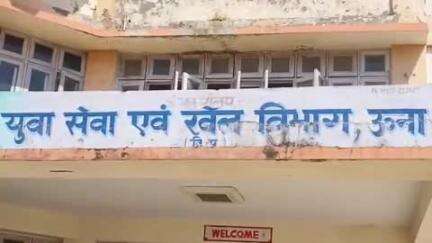 युवा सेवा एवं खेल विभाग, ऊना
(हि.प्र.)
WELCOME